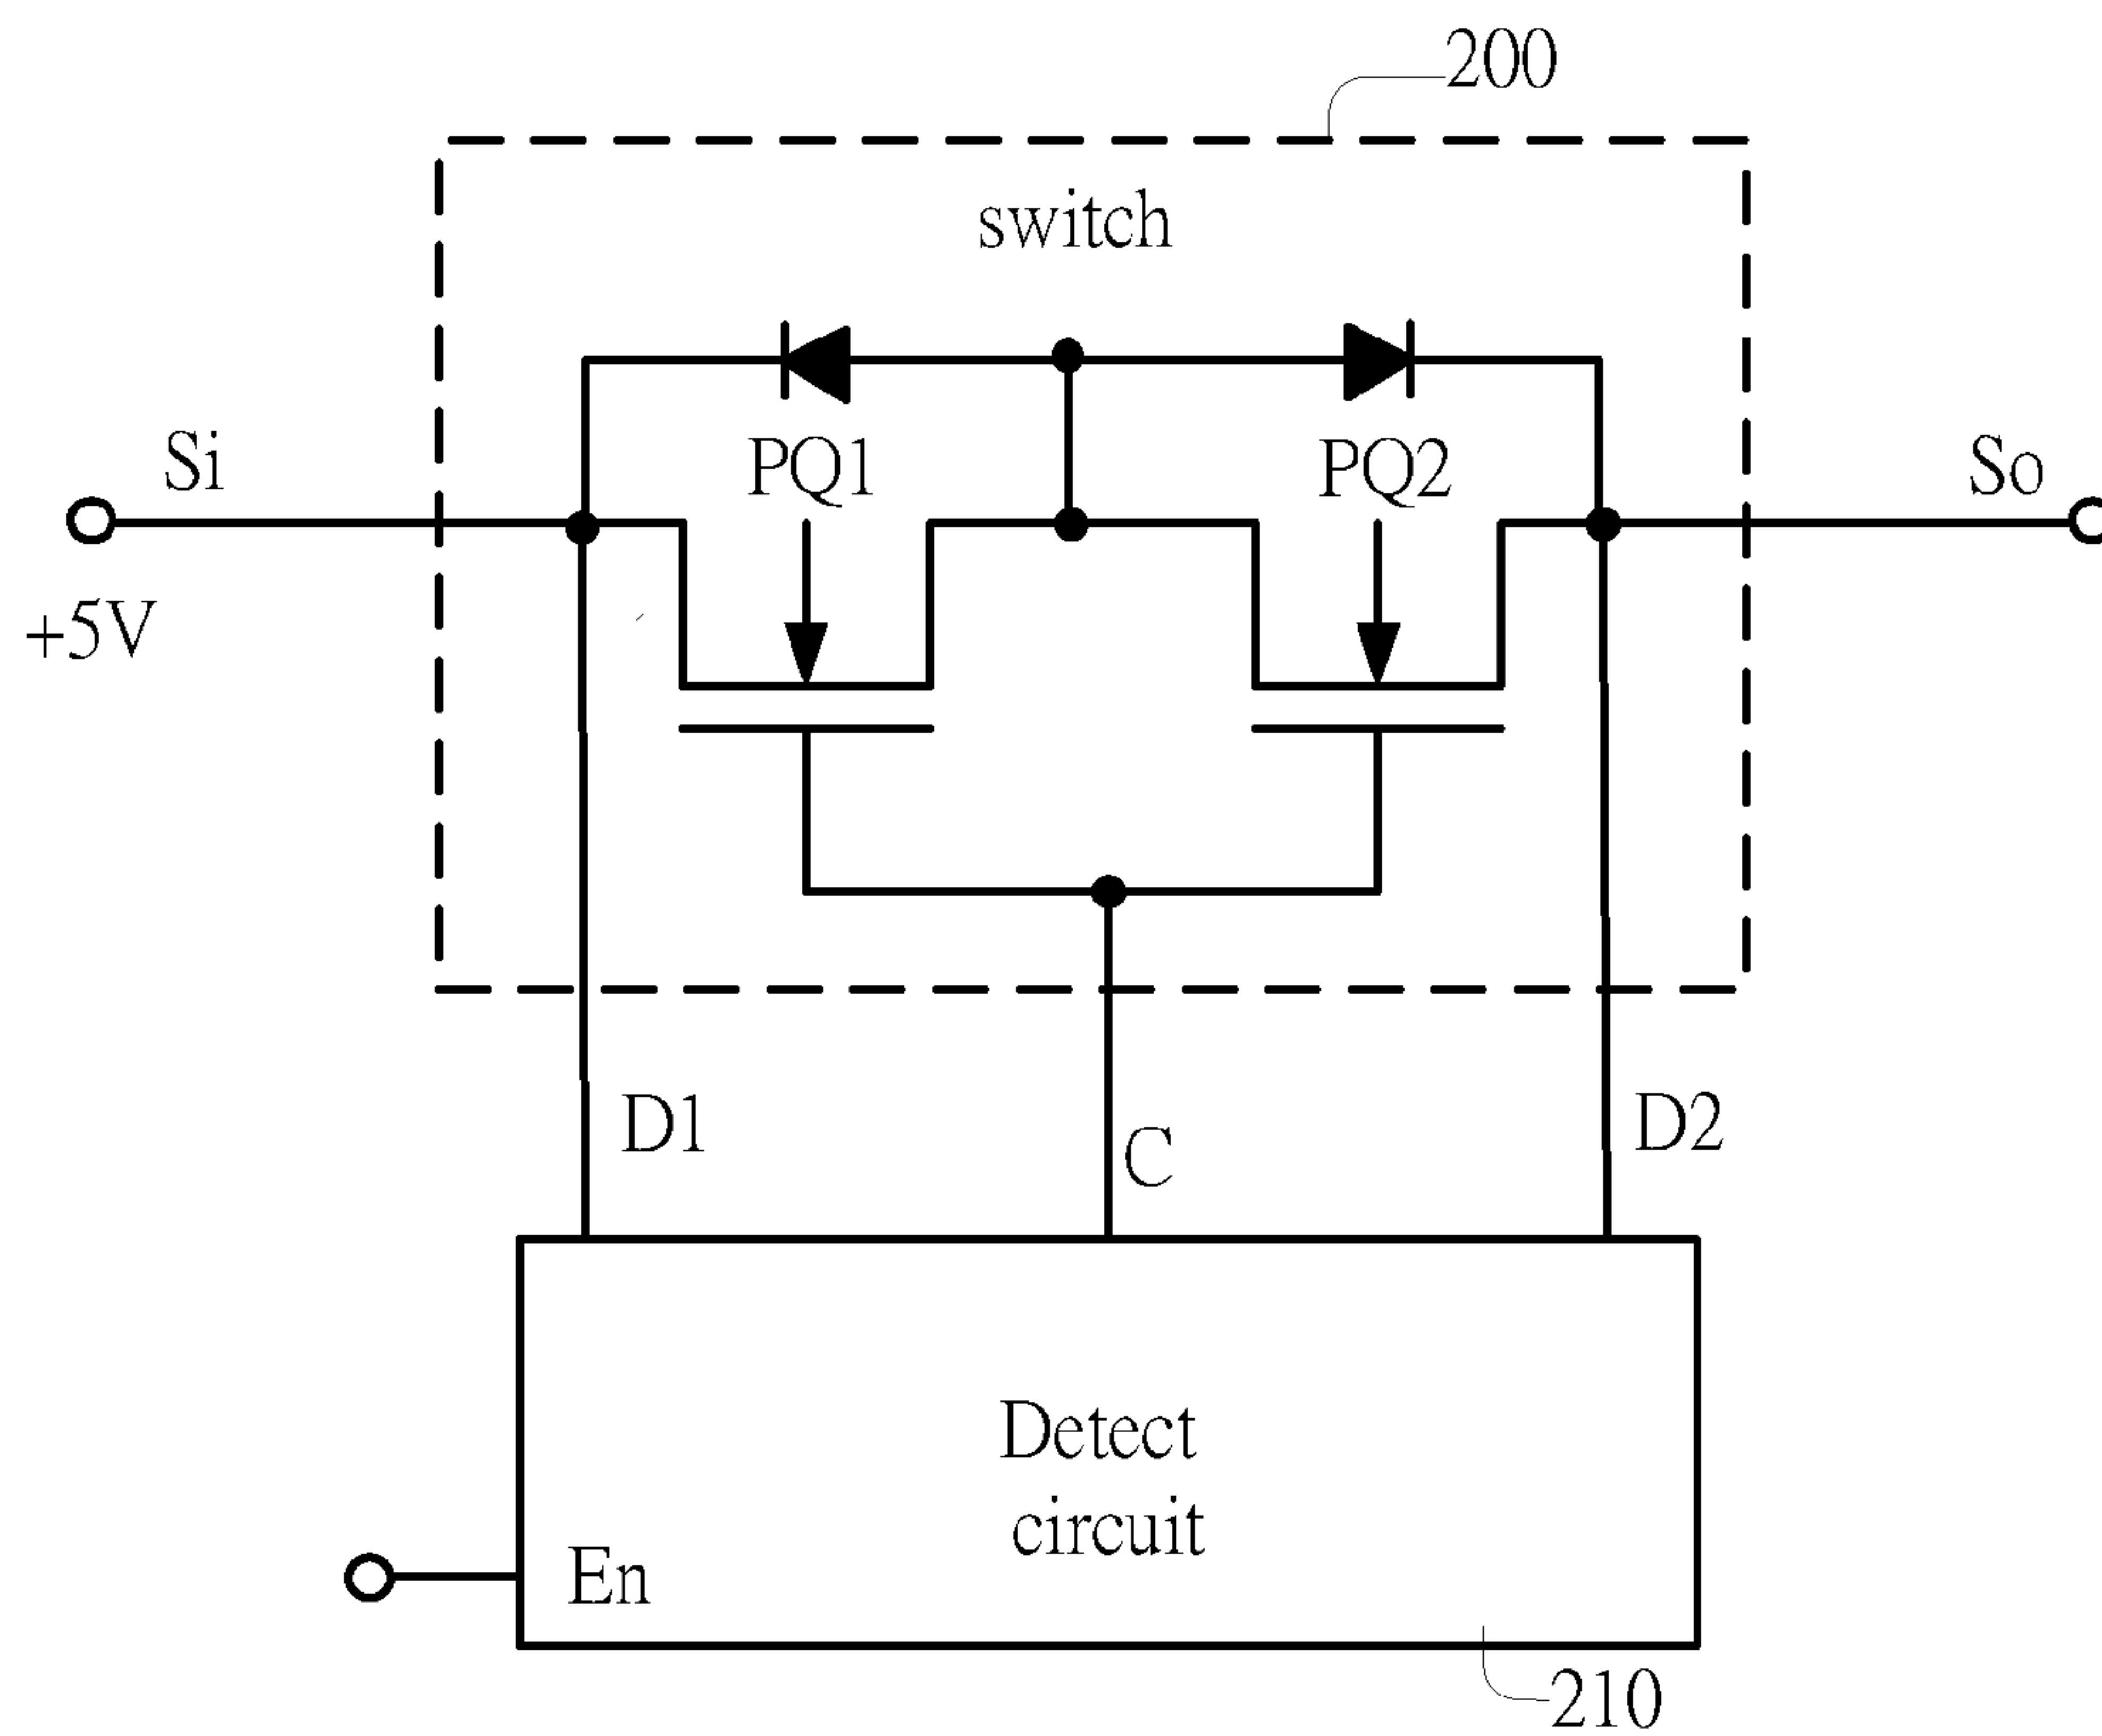 200
switch
Si
PQ1
PQ2
So
+5V
D1
C
D2
Detect
circuit
En
210